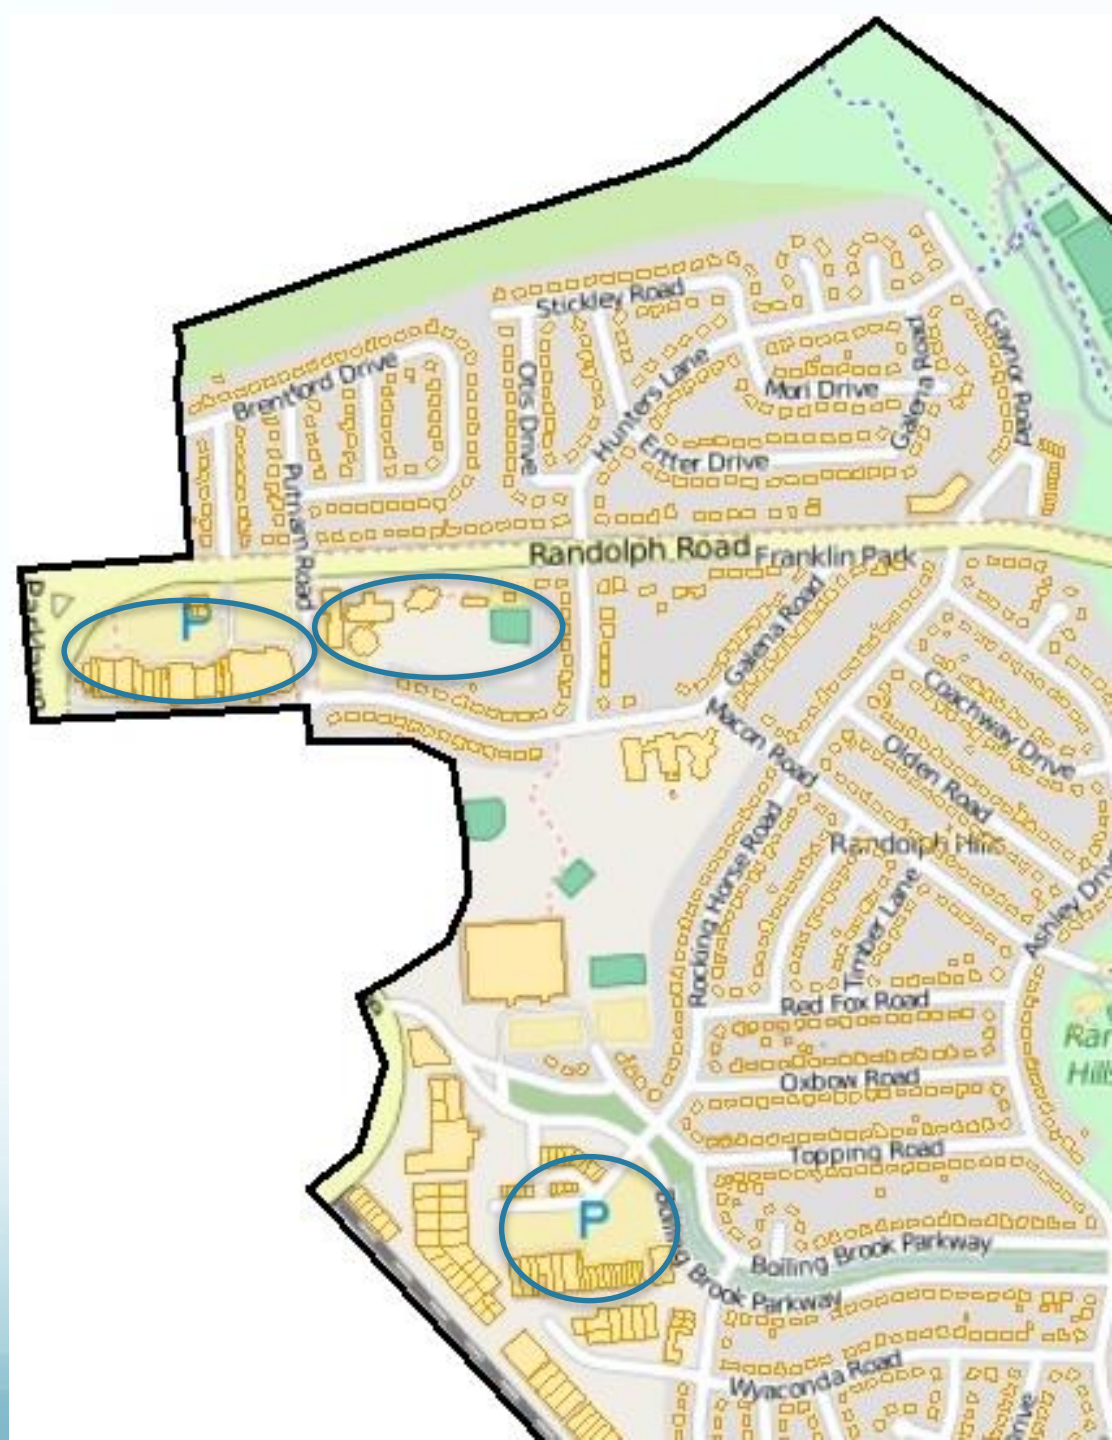 Stickley Road
Gaynor Road
Brentford Drive
Otis Drive
Hunters Lane
Mori Drive
Galena Road
Putnam Road
Randolph Road
Franklin Park
P
Galena Road
Macon Road
Coachway Drive
Olden Road
Randolph Hills
Rocking Horse Road
Timber Lane
Ashley
Red Fox Road
Oxbow Road
Topping Road
P
Boiling Brook Parkway
Boiling Brook Parkway
Wyaconda Road